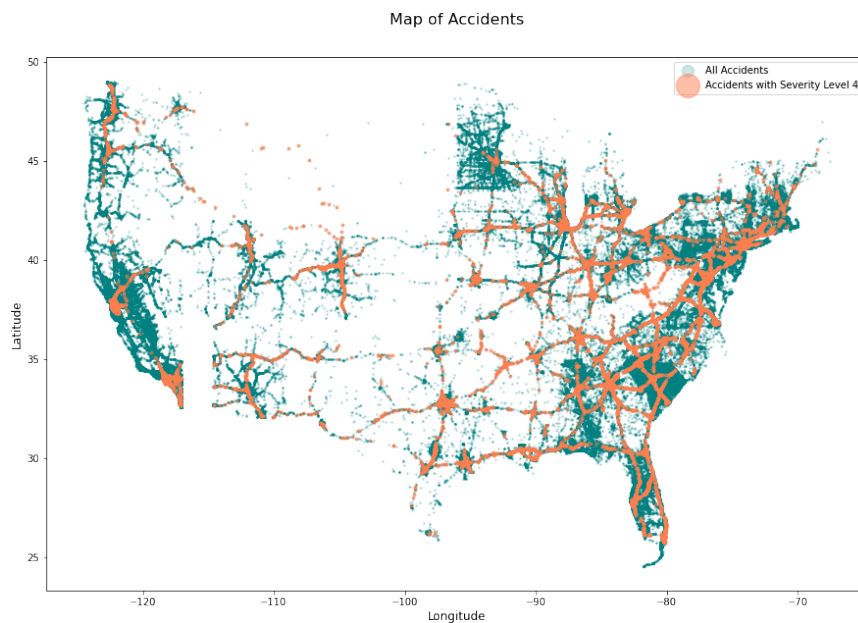 Map of Accidents
All Accidents
Accidents with Severity Level 4
Latitude
50
45
40
35
30
25
−120
−110
−100
−90
−80
−70
Longitude